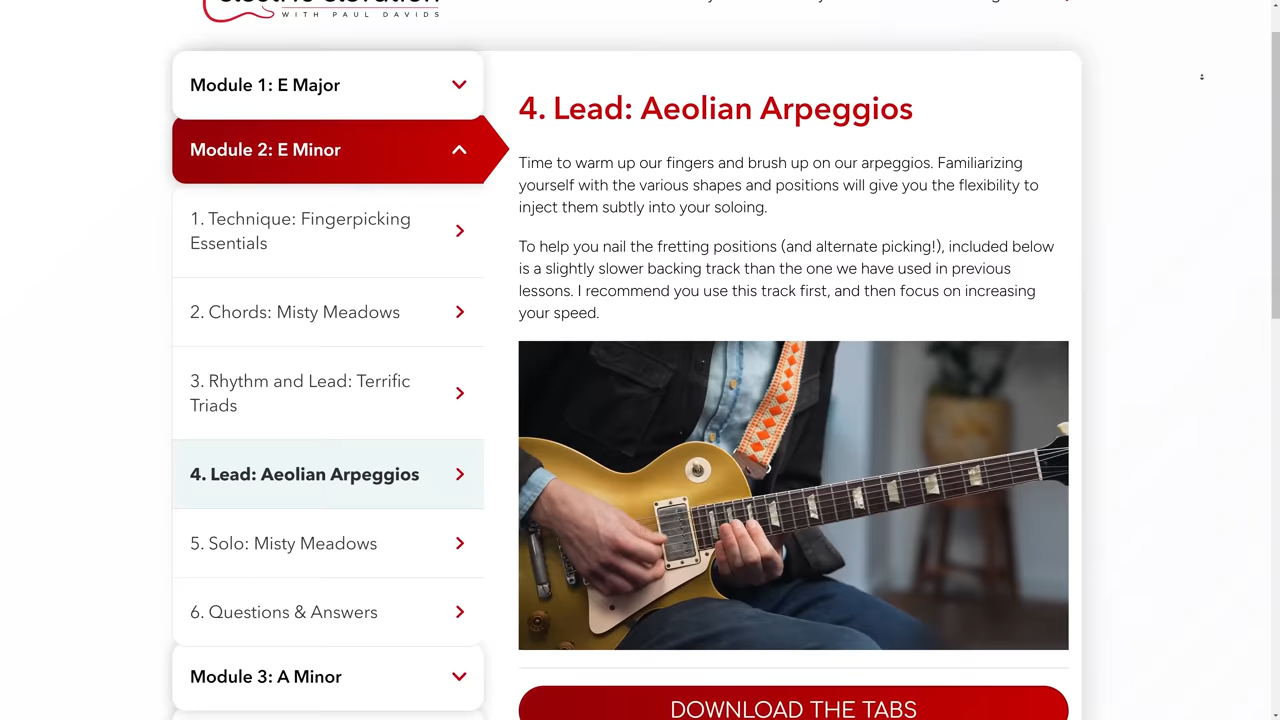 WITH PAUL DAVIDS
Module 1: E Major
Module 2: E Minor
1. Technique: Fingerpicking
Essentials
2. Chords: Misty Meadows
3. Rhythm and Lead: Terrific
Triads
4. Lead: Aeolian Arpeggios
5. Solo: Misty Meadows
6. Questions & Answers
Module 3: A Minor
4. Lead: Aeolian Arpeggios
Time to warm up our fingers and brush up on our arpeggios. Familiarizing
yourself with the various shapes and positions will give you the flexibility to
inject them subtly into your soloing.
To help you nail the fretting positions (and alternate picking!), included below
is a slightly slower backing track than the one we have used in previous
lessons. I recommend you use this track first, and then focus on increasing
your speed.
DOWNLOAD THE TABS